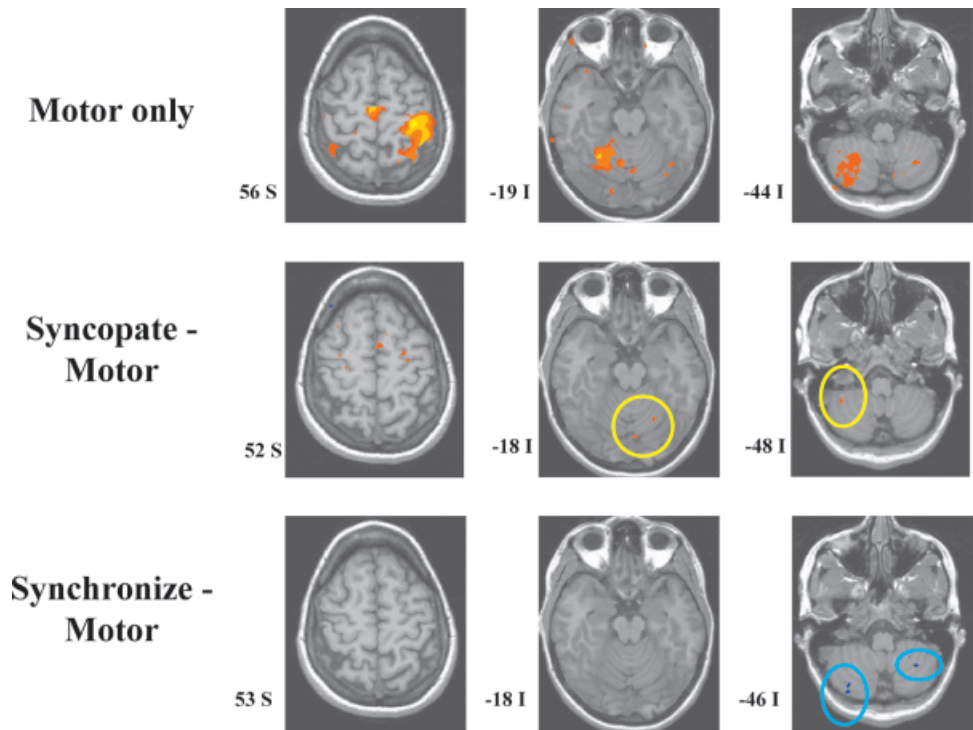 Motor only
56 S
-19 I
-44 I
Syncopate -
Motor
52 S
-18 I
-48 I
Synchronize -
Motor
53 S
-18 I
-46 I